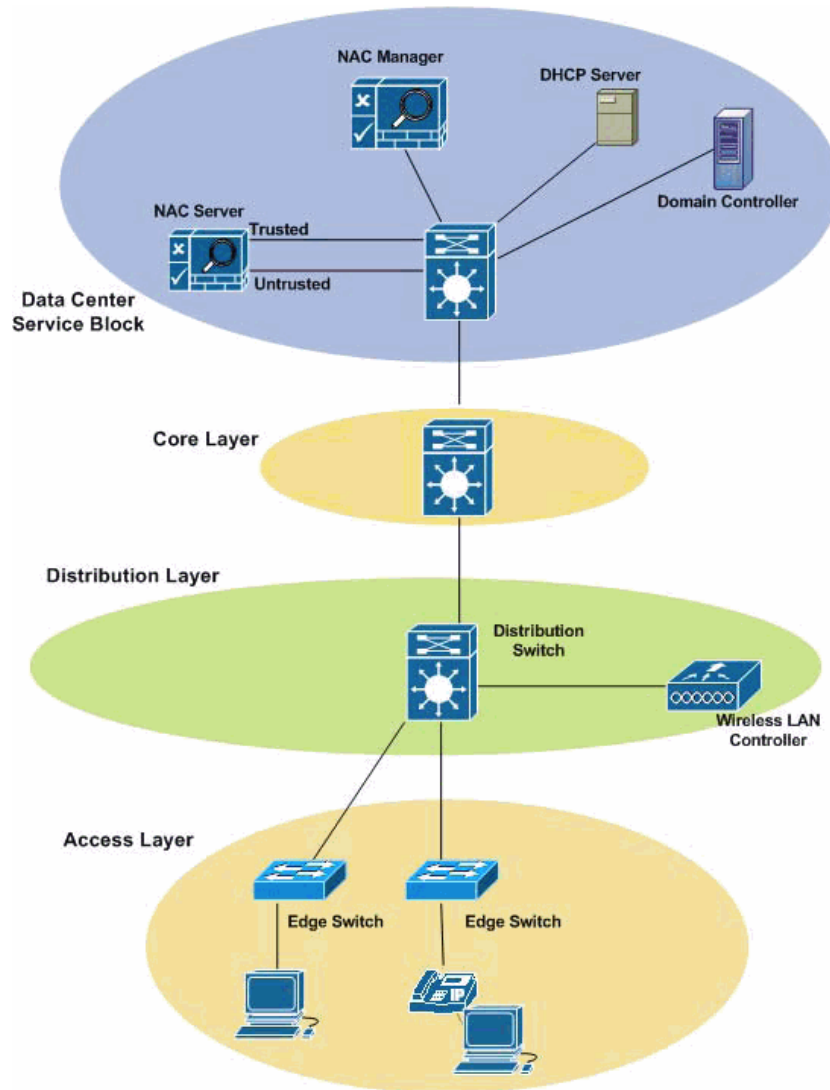 NAC Manager
DHCP Server
Domain Controller
NAC Server
Trusted
Untrusted
Data Center
Service Block
Core Layer
Distribution Layer
Distribution
Switch
Wireless LAN
Controller
Access Layer
Edge Switch
Edge Switch
IP